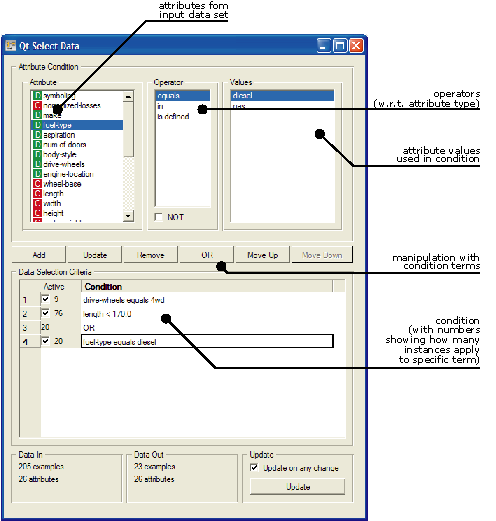 attributes fom
input data set
Qt Select Data
Attribute Condition
Attribute
Operator
Values
D symboling
C normalized-losses
D make
D fuel-type
D aspiration
D num-of-doors
D body-style
D drive-wheels
D engine-location
C wheel-base
C length
C width
C height
equals
in
is defined
NOT
diesel
gas
operators
(w.r.t. attribute type)
attribute values
used in condition
Add Update Remove OR Move Up Move Down
manipulation with
condition terms
Data Selection Criteria
Active Condition
1 9 drive-wheels equals 4wd
2 76 length < 170.0
3 20 OR
4 20 fuel-type equals diesel
condition
(with numbers
showing how many
instances apply
to specific term)
Data In
205 examples
26 attributes
Data Out
23 examples
26 attributes
Update
Update on any change
Update